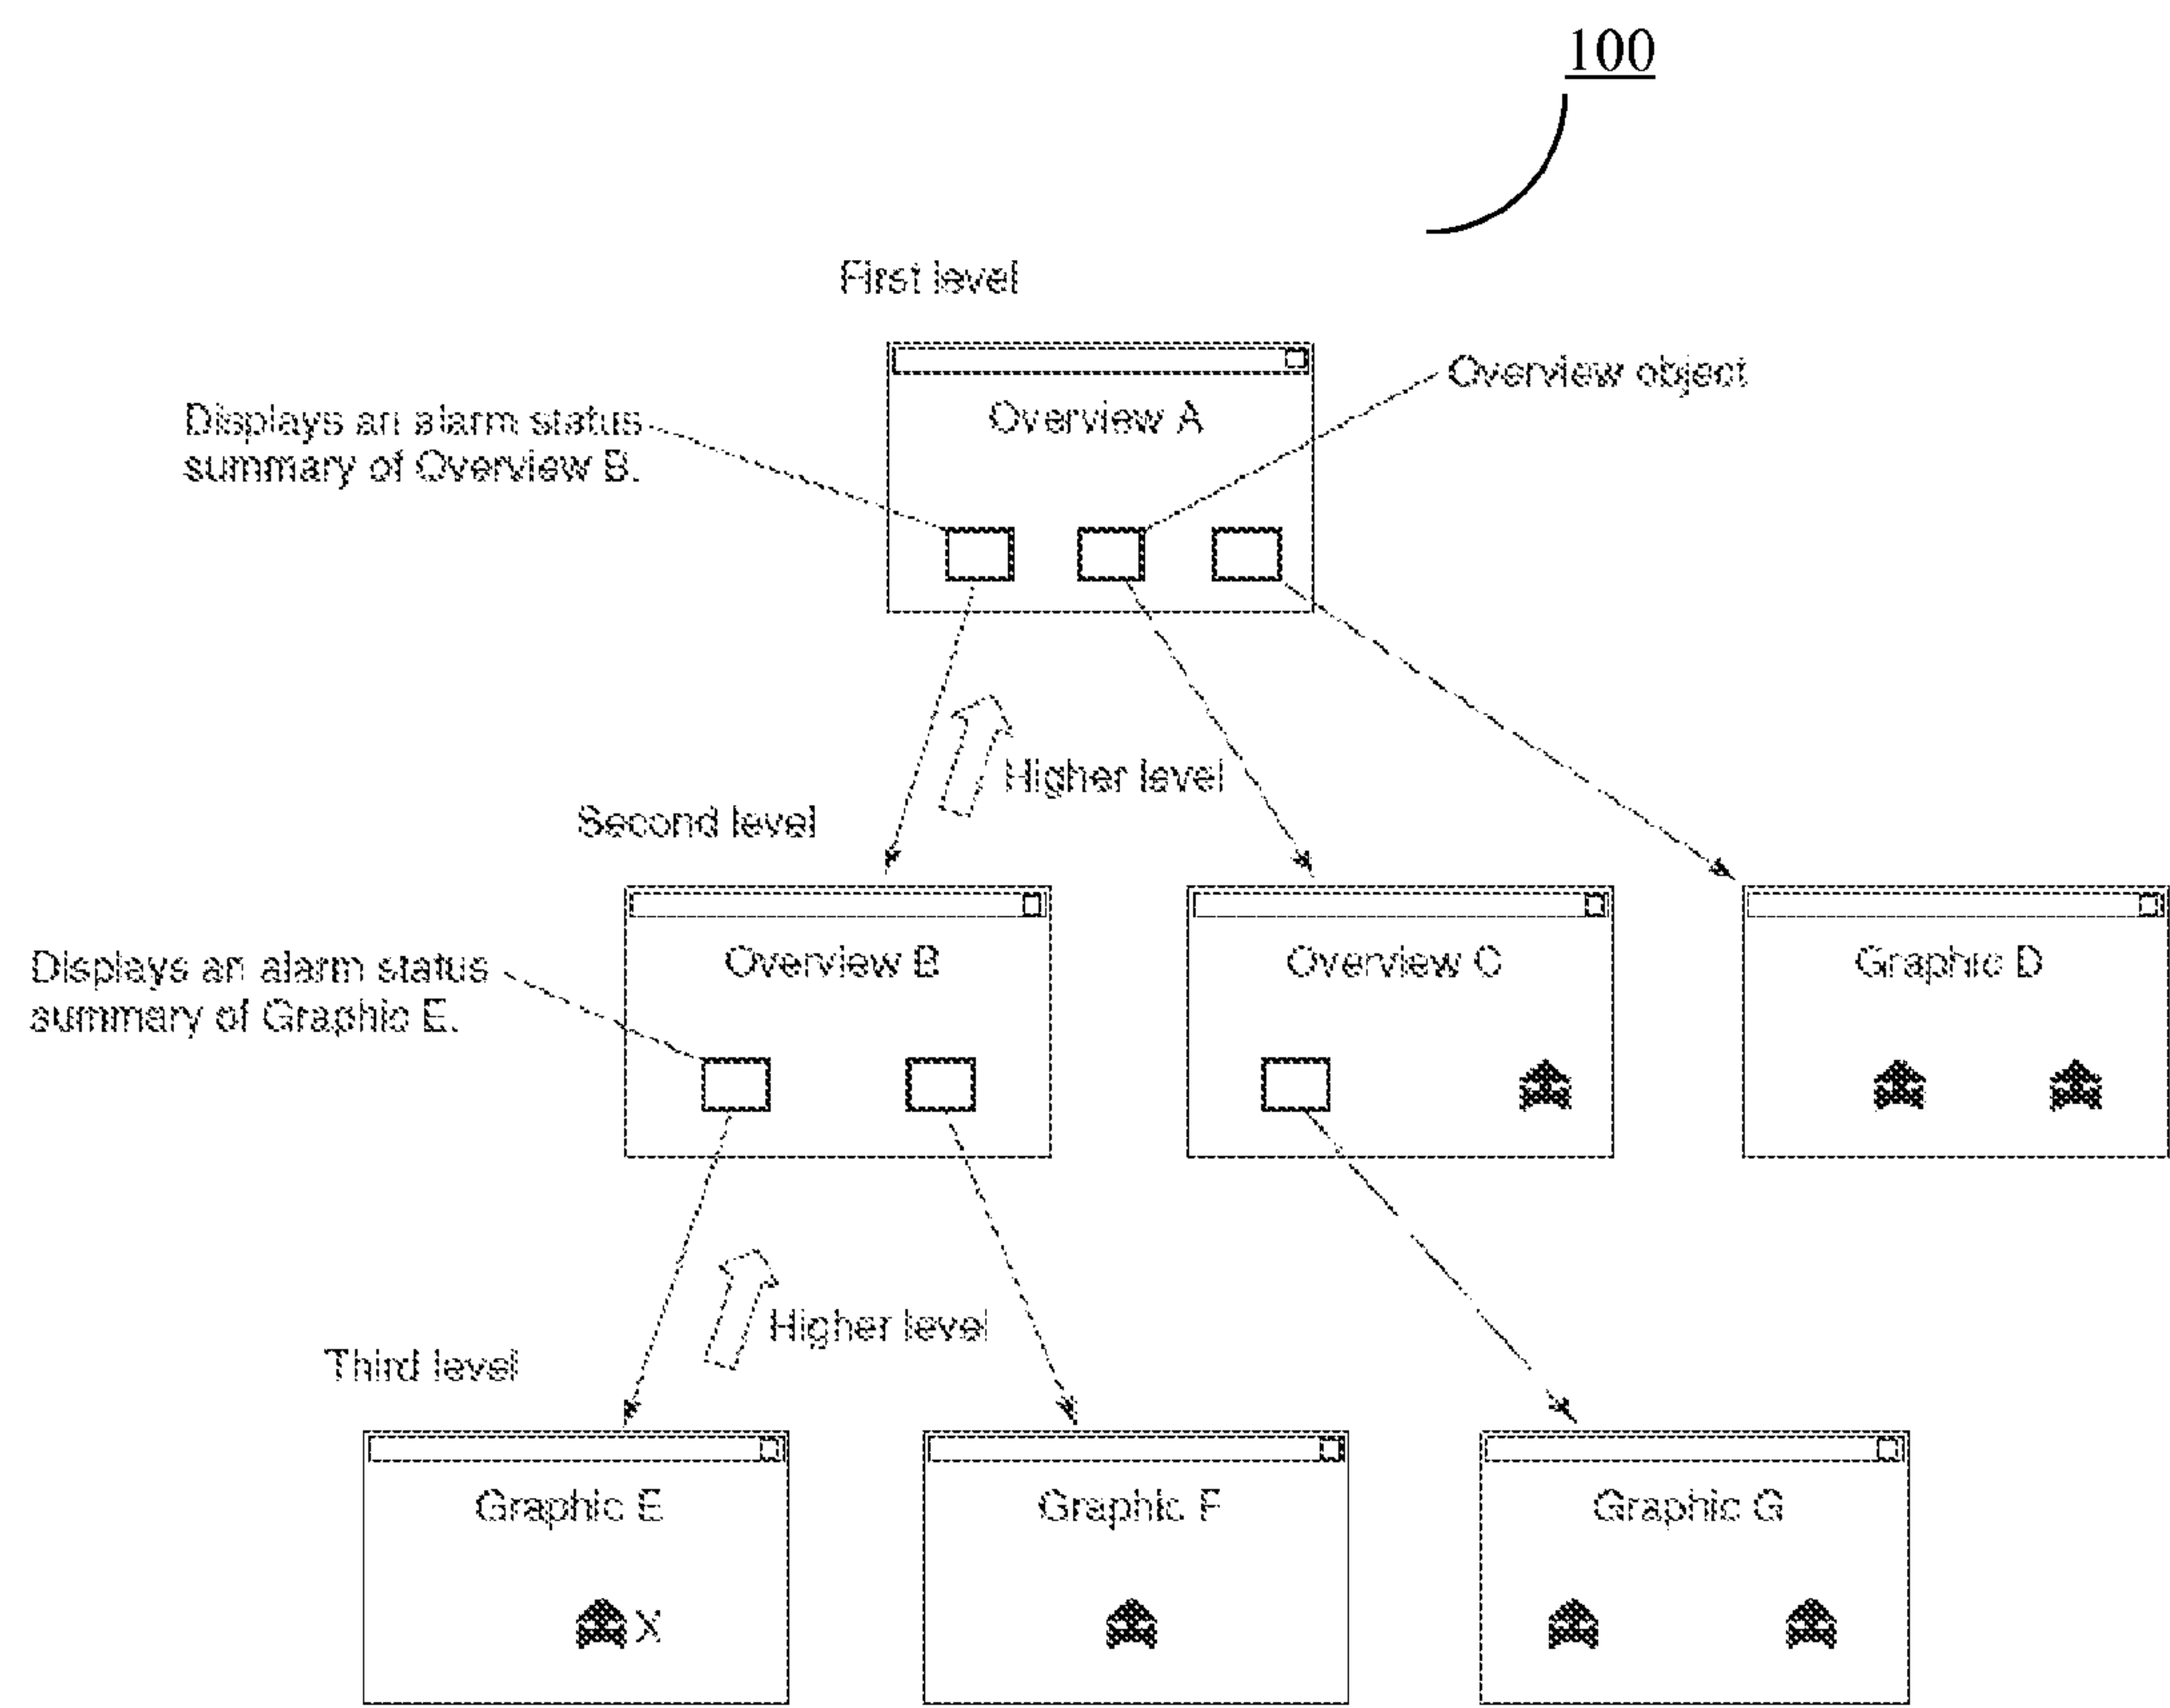 100
First level
Overview object
Overview A
Displays an alarm status
summary of Overview B.
Higher level
Second level
Overview B
Overview C
Graphic D
Displays an alarm status
summary of Graphic E.
Higher level
Third level
Graphic E
Graphic F
Graphic G
X